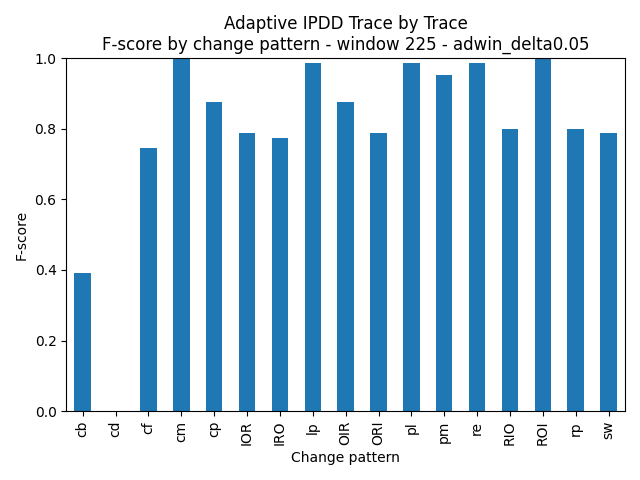 Adaptive IPDD Trace by Trace
F-score by change pattern - window 225 - adwin_delta0.05
1.0
0.8
0.6
0.4
0.2
0.0
F-score
cb
cd
cf
cm
cp
IOR
IRO
lp
OIR
ORI
pl
pm
re
RIO
ROI
rp
sw
Change pattern